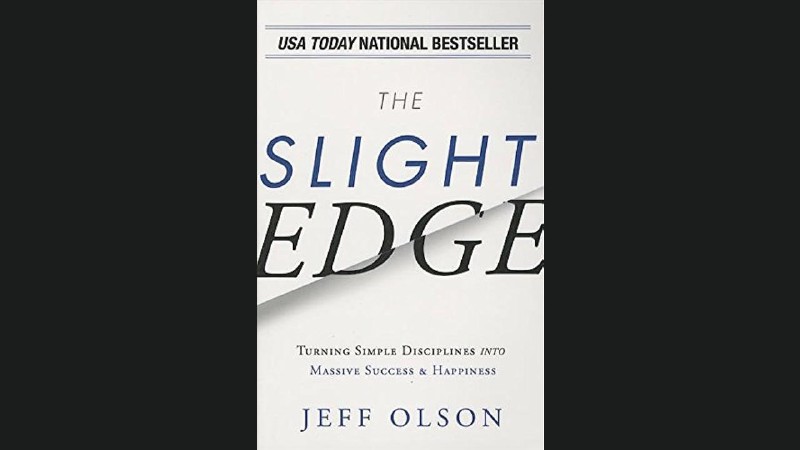 USA TODAY NATIONAL BESTSELLER
THE
SLIGHT
EDGE
TURNING SIMPLE DISCIPLINES INTO
MASSIVE SUCCESS & HAPPINESS
JEFF OLSON